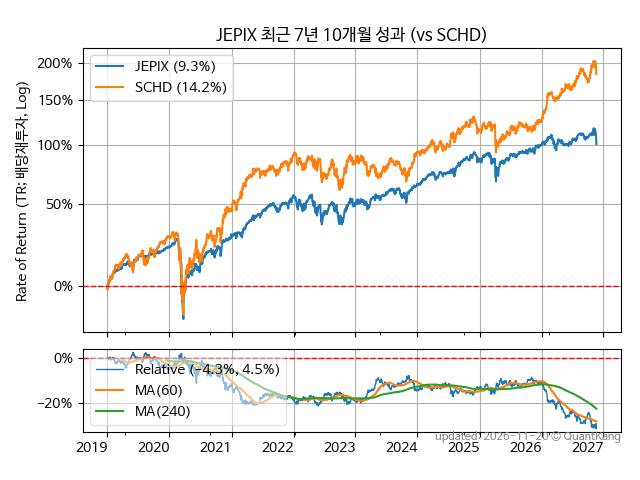 JEPIX 최근 7년 10개월 성과 (vs SCHD)
Rate of Return (TR: 배당재투자, Log)
200%
150%
100%
50%
0%
JEPIX (9.3%)
SCHD (14.2%)
0%
−20%
Relative (−4.3%, 4.5%)
MA(60)
MA(240)
updated: 2026-11-20 © QuantKang
2019 2020 2021 2022 2023 2024 2025 2026 2027